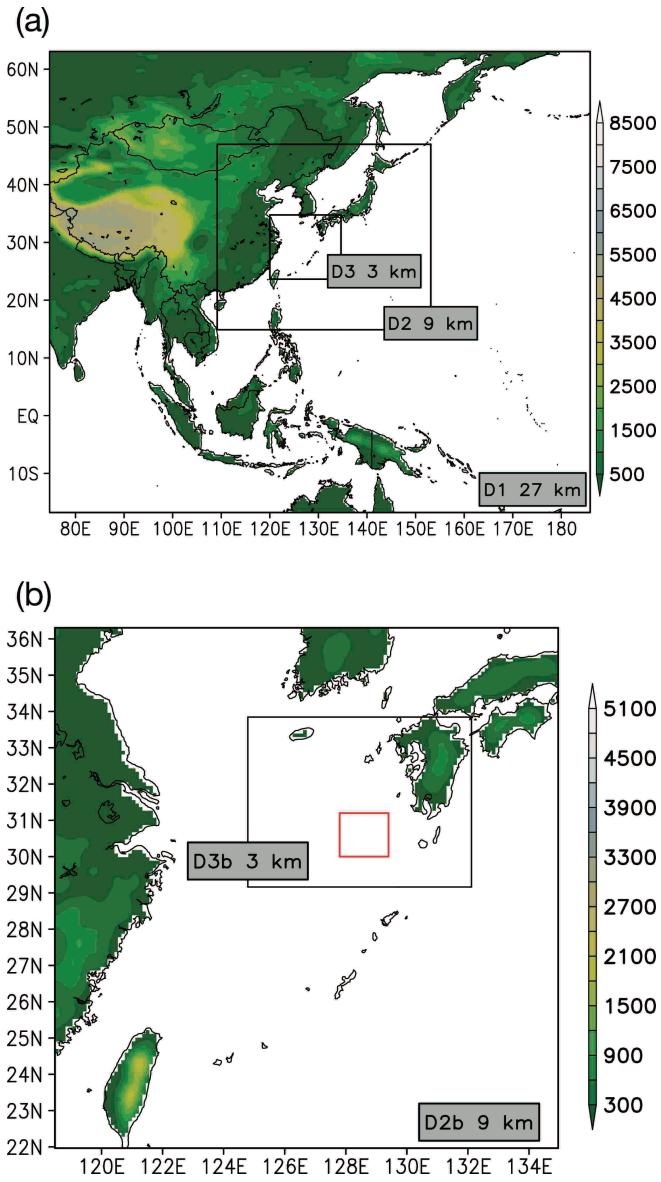 (a)
60N
50N
40N
30N
20N
10N
EQ
10S
80E 90E 100E 110E 120E 130E 140E 150E 160E 170E 180
D3 3 km
D2 9 km
D1 27 km
8500
7500
6500
5500
4500
3500
2500
1500
500
(b)
36N
35N
34N
33N
32N
31N
30N
29N
28N
27N
26N
25N
24N
23N
22N
120E 122E 124E 126E 128E 130E 132E 134E
D3b 3 km
D2b 9 km
5100
4500
3900
3300
2700
2100
1500
900
300